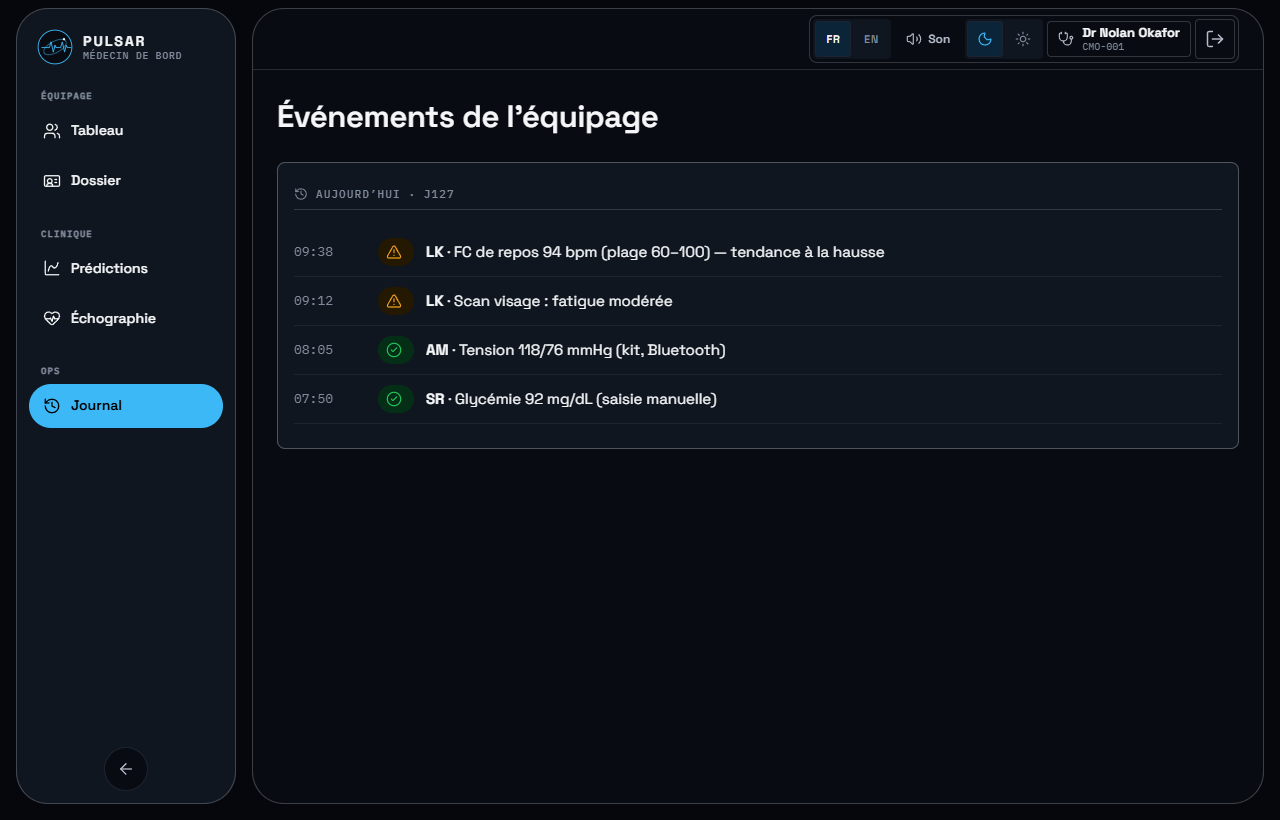 PULSAR
MÉDECIN DE BORD
ÉQUIPAGE
Tableau
Dossier
CLINIQUE
Prédictions
Échographie
OPS
Journal
FR EN Son Dr Nolan Okafor
CMO-001
Événements de l’équipage
AUJOURD’HUI · J127
09:38 LK · FC de repos 94 bpm (plage 60–100) — tendance à la hausse
09:12 LK · Scan visage : fatigue modérée
08:05 AM · Tension 118/76 mmHg (kit, Bluetooth)
07:50 SR · Glycémie 92 mg/dL (saisie manuelle)